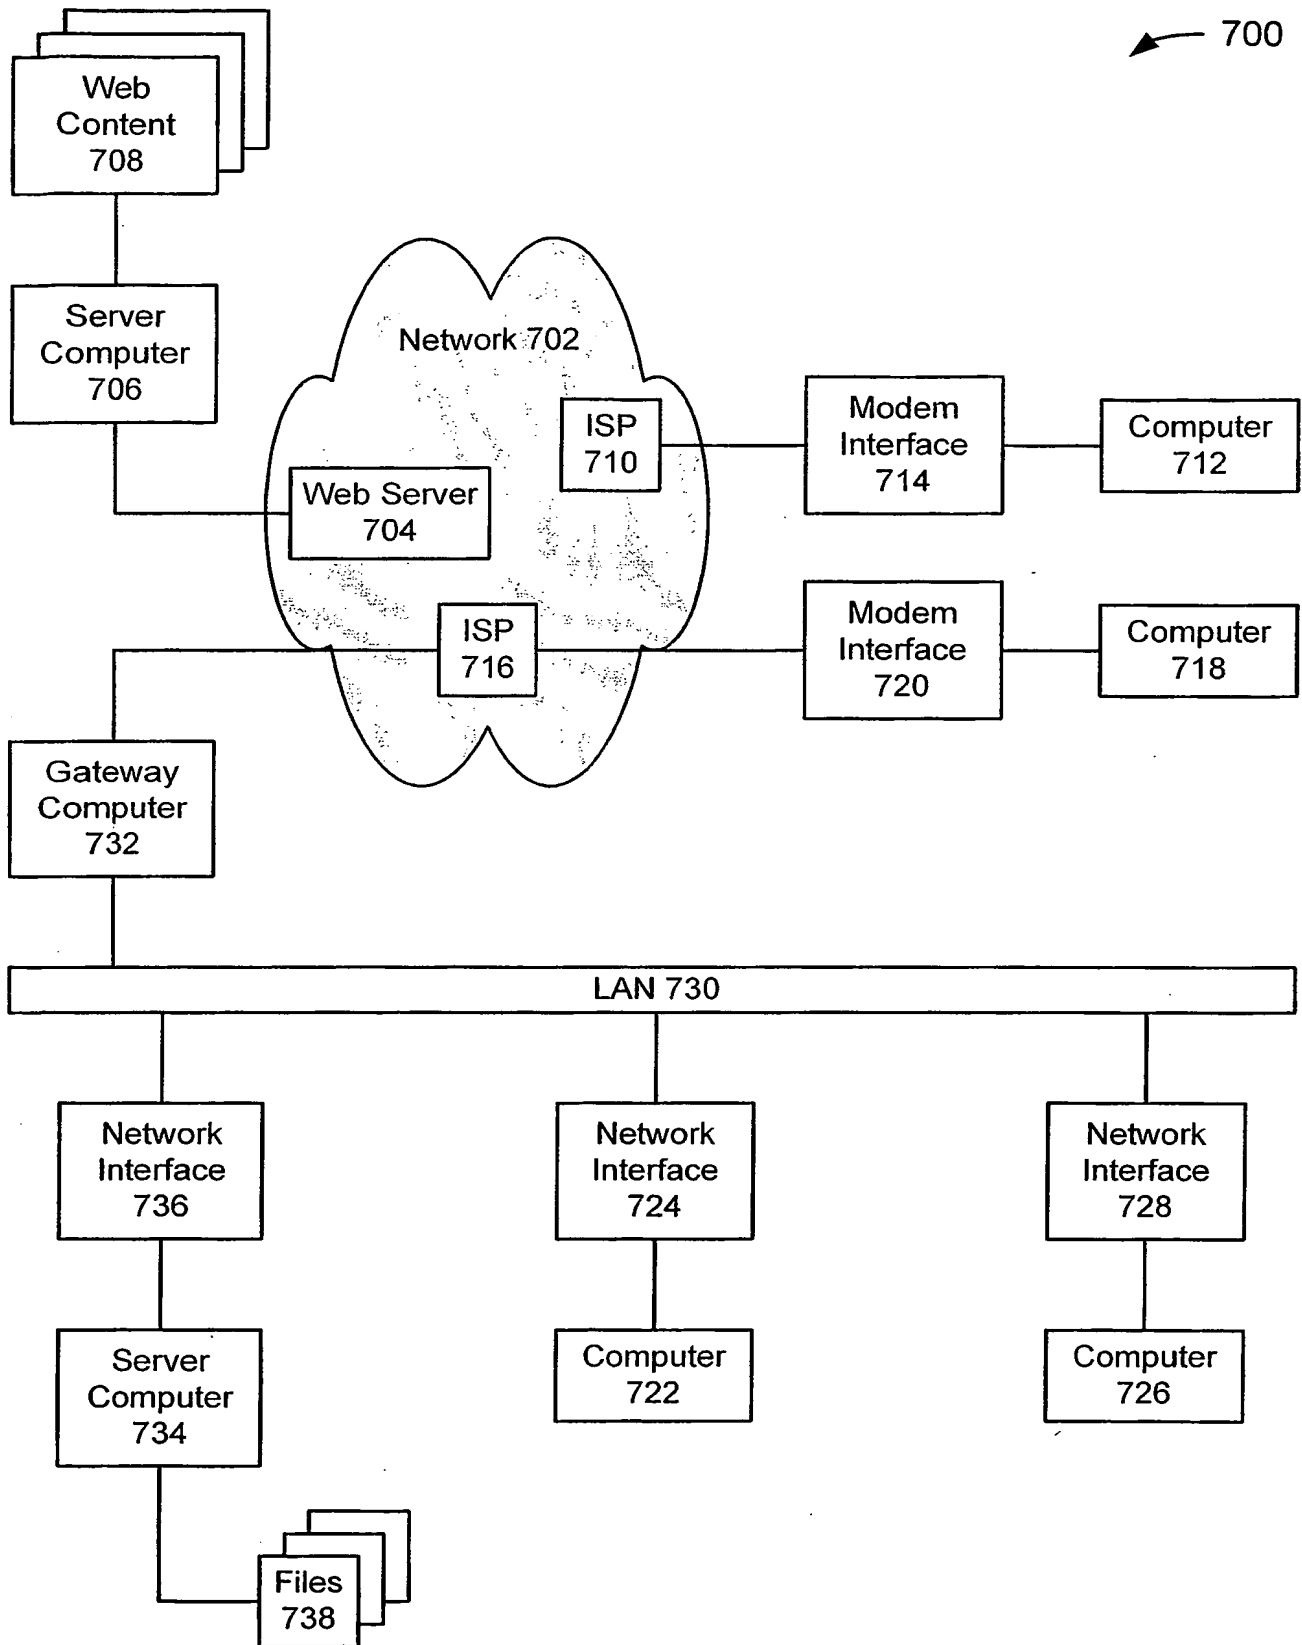 700
Web
Content
708
Server
Computer
706
Network 702
ISP
710
Modem
Interface
714
Computer
712
Web Server
704
ISP
716
Modem
Interface
720
Computer
718
Gateway
Computer
732
LAN 730
Network
Interface
736
Network
Interface
724
Network
Interface
728
Server
Computer
734
Computer
722
Computer
726
Files
738